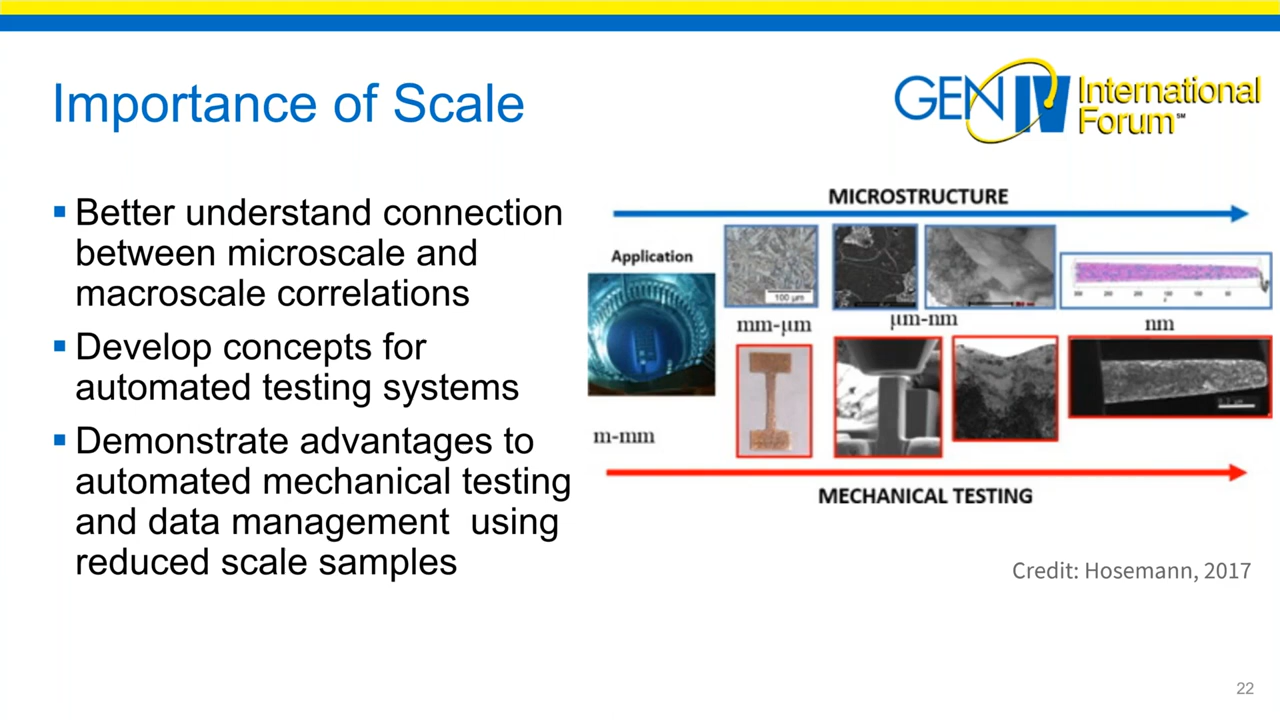 Importance of Scale
GEN IV International
Forum℠
▪ Better understand connection
between microscale and
macroscale correlations
▪ Develop concepts for
automated testing systems
▪ Demonstrate advantages to
automated mechanical testing
and data management using
reduced scale samples
MICROSTRUCTURE
Application
100 µm
mm-µm
µm-nm
nm
m-mm
MECHANICAL TESTING
Credit: Hosemann, 2017
22